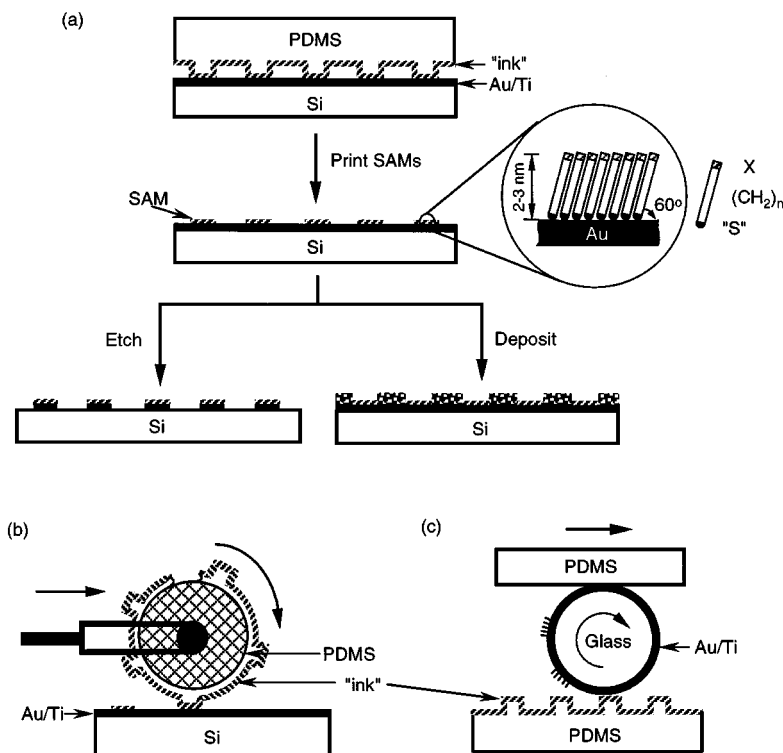 (a)
PDMS
"ink"
Au/Ti
Si
Print SAMs
SAM
Si
2-3 nm
60°
Au
X
(CH₂)ₙ
"S"
Etch
Deposit
Si
Si
(b)
PDMS
"ink"
Au/Ti
Si
(c)
PDMS
Glass
Au/Ti
PDMS